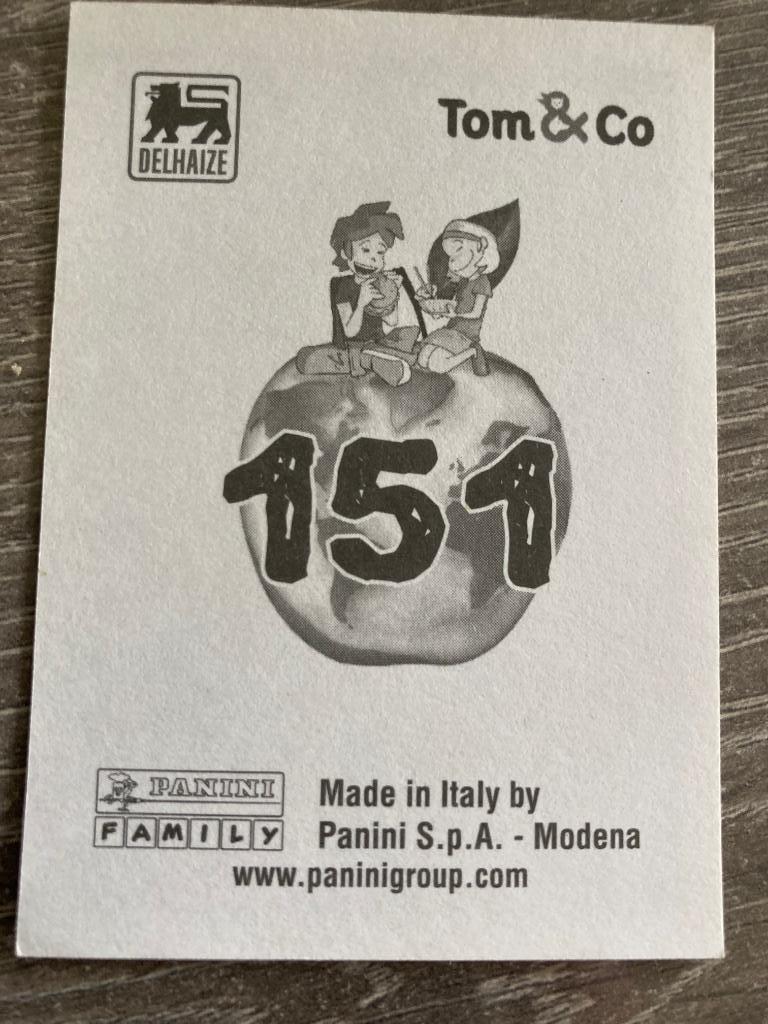 DELHAIZE
Tom & Co
151
PANINI
FAMILY
Made in Italy by
Panini S.p.A. - Modena
www.paninigroup.com